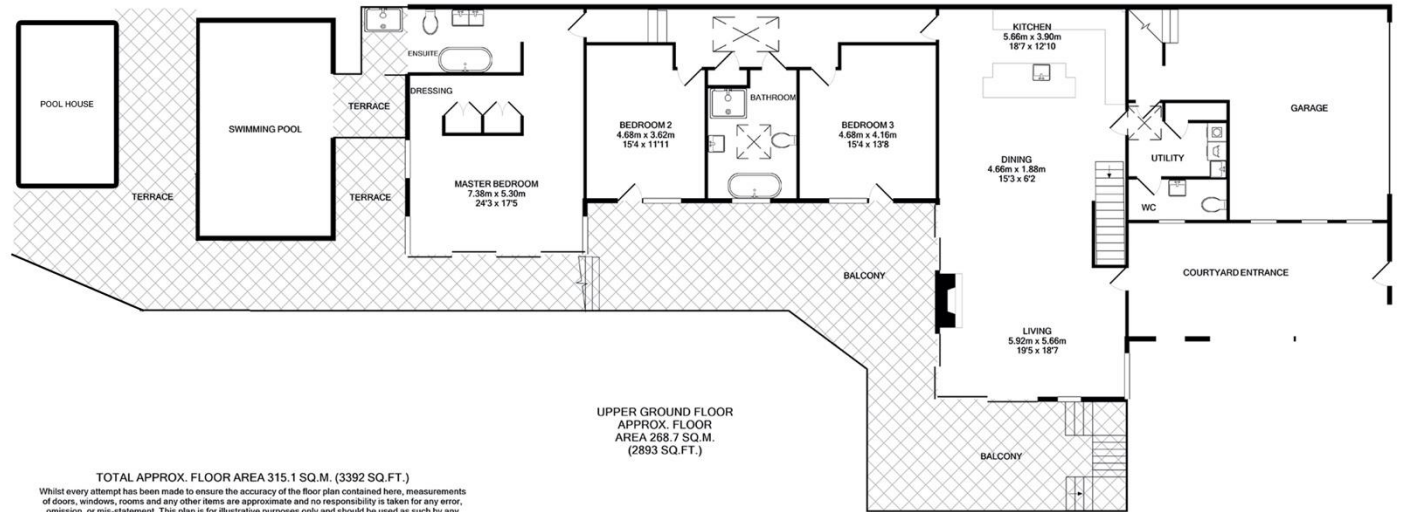 POOL HOUSE
TERRACE
SWIMMING POOL
TERRACE
TERRACE
ENSUITE
DRESSING
MASTER BEDROOM
7.38m x 5.30m
24'3 x 17'5
BEDROOM 2
4.68m x 3.62m
15'4 x 11'11
BATHROOM
BEDROOM 3
4.68m x 4.16m
15'4 x 13'8
KITCHEN
5.66m x 3.90m
18'7 x 12'10
DINING
4.66m x 1.88m
15'3 x 6'2
UTILITY
WC
GARAGE
COURTYARD ENTRANCE
BALCONY
LIVING
5.92m x 5.66m
19'5 x 18'7
BALCONY
UPPER GROUND FLOOR
APPROX. FLOOR
AREA 268.7 SQ.M.
(2893 SQ.FT.)
TOTAL APPROX. FLOOR AREA 315.1 SQ.M. (3392 SQ.FT.)
Whilst every attempt has been made to ensure the accuracy of the floor plan contained here, measurements
of doors, windows, rooms and any other items are approximate and no responsibility is taken for any error,
omission, or mis-statement. This plan is for illustrative purposes only and should be used as such by any